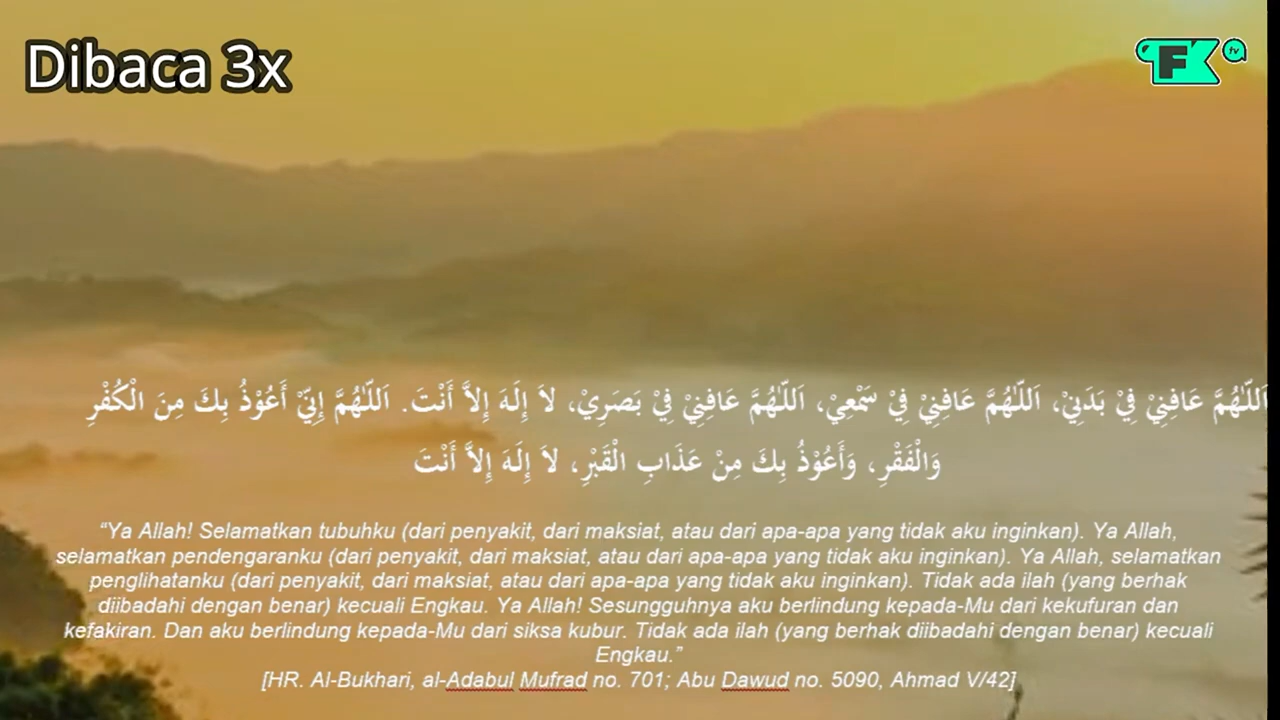 Dibaca 3x
FK tv
اَللّٰهُمَّ عَافِنِيْ فِيْ بَدَنِيْ، اَللّٰهُمَّ عَافِنِيْ فِيْ سَمْعِيْ، اَللّٰهُمَّ عَافِنِيْ فِيْ بَصَرِيْ، لاَ إِلَهَ إِلاَّ أَنْتَ. اَللّٰهُمَّ إِنِّيْ أَعُوْذُ بِكَ مِنَ الْكُفْرِ
وَالْفَقْرِ، وَأَعُوْذُ بِكَ مِنْ عَذَابِ الْقَبْرِ، لاَ إِلَهَ إِلاَّ أَنْتَ
“Ya Allah! Selamatkan tubuhku (dari penyakit, dari maksiat, atau dari apa-apa yang tidak aku inginkan). Ya Allah,
selamatkan pendengaranku (dari penyakit, dari maksiat, atau dari apa-apa yang tidak aku inginkan). Ya Allah, selamatkan
penglihatanku (dari penyakit, dari maksiat, atau dari apa-apa yang tidak aku inginkan). Tidak ada ilah (yang berhak
diibadahi dengan benar) kecuali Engkau. Ya Allah! Sesungguhnya aku berlindung kepada-Mu dari kekufuran dan
kefakiran. Dan aku berlindung kepada-Mu dari siksa kubur. Tidak ada ilah (yang berhak diibadahi dengan benar) kecuali
Engkau.”
[HR. Al-Bukhari, al-Adabul Mufrad no. 701; Abu Dawud no. 5090, Ahmad V/42]